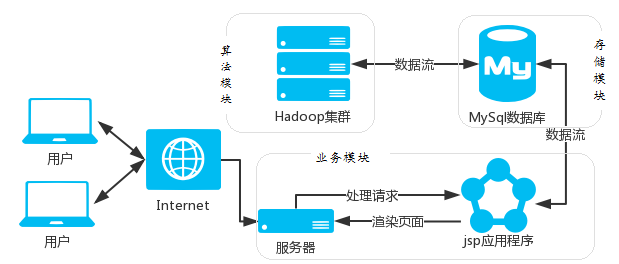 算法模块
Hadoop集群
数据流
My
MySql数据库
存储模块
用户
用户
Internet
数据流
业务模块
处理请求
渲染页面
服务器
jsp应用程序